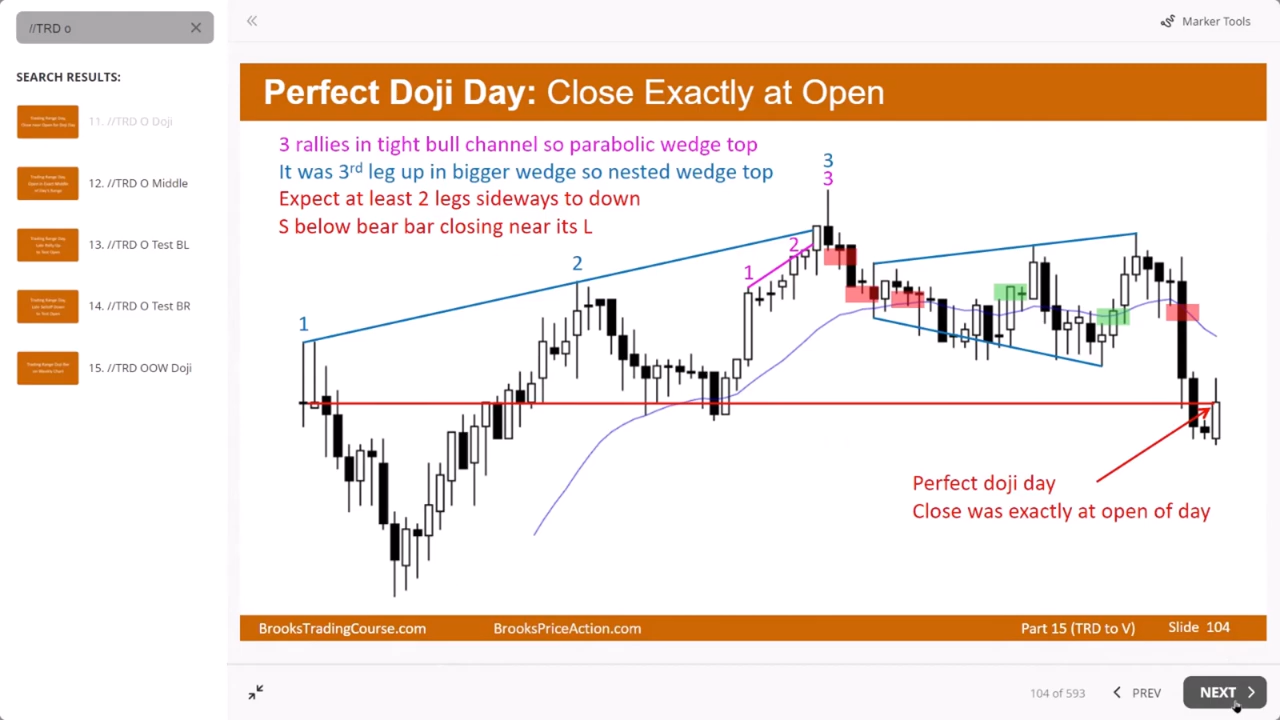 //TRD o
Marker Tools
SEARCH RESULTS:
11. //TRD O Doji
12. //TRD O Middle
13. //TRD O Test BL
14. //TRD O Test BR
15. //TRD OOW Doji
Perfect Doji Day: Close Exactly at Open
3 rallies in tight bull channel so parabolic wedge top
It was 3rd leg up in bigger wedge so nested wedge top
Expect at least 2 legs sideways to down
S below bear bar closing near its L
1
2
1
2
3
3
Perfect doji day
Close was exactly at open of day
BrooksTradingCourse.com
BrooksPriceAction.com
Part 15 (TRD to V)
Slide 104
104 of 593
PREV
NEXT